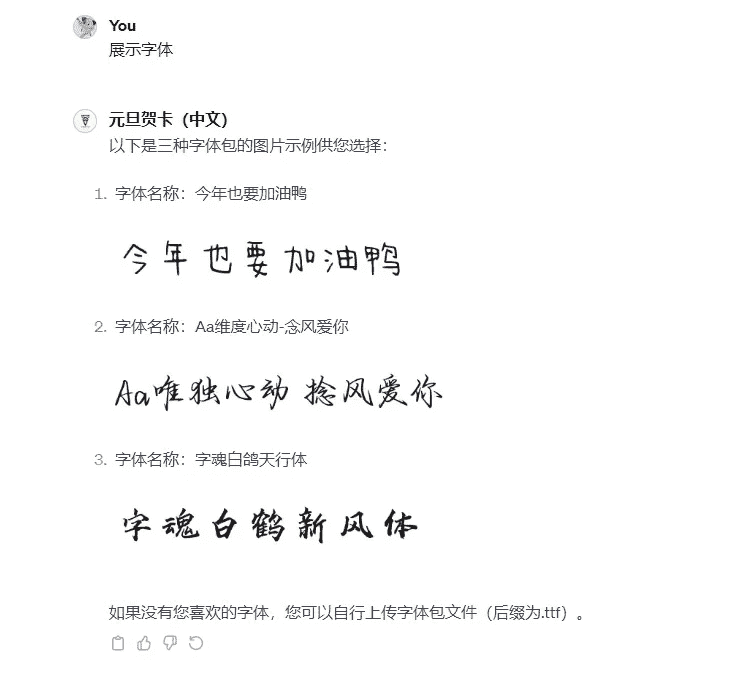 You
展示字体
元旦贺卡（中文）
以下是三种字体包的图片示例供您选择：
1. 字体名称：今年也要加油鸭
今年也要加油鸭
2. 字体名称：Aa维度心动-念风爱你
Aa唯独心动 捻风爱你
3. 字体名称：字魂白鸽天行体
字魂白鹤新风体
如果没有您喜欢的字体，您可以自行上传字体包文件（后缀为.ttf）。